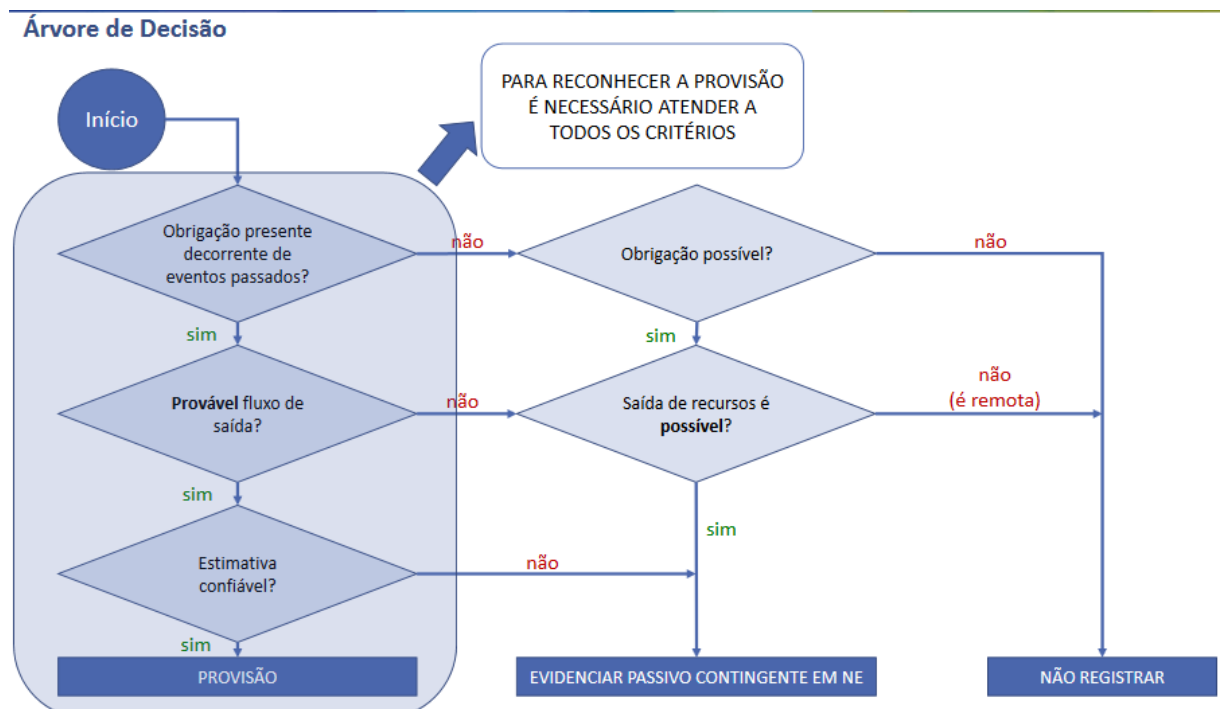 Árvore de Decisão
Início
PARA RECONHECER A PROVISÃO
É NECESSÁRIO ATENDER A
TODOS OS CRITÉRIOS
Obrigação presente
decorrente de
eventos passados?
não
Obrigação possível?
não
sim
sim
Provável fluxo de
saída?
não
Saída de recursos é
possível?
não
(é remota)
sim
sim
Estimativa
confiável?
não
sim
PROVISÃO
EVIDENCIAR PASSIVO CONTINGENTE EM NE
NÃO REGISTRAR